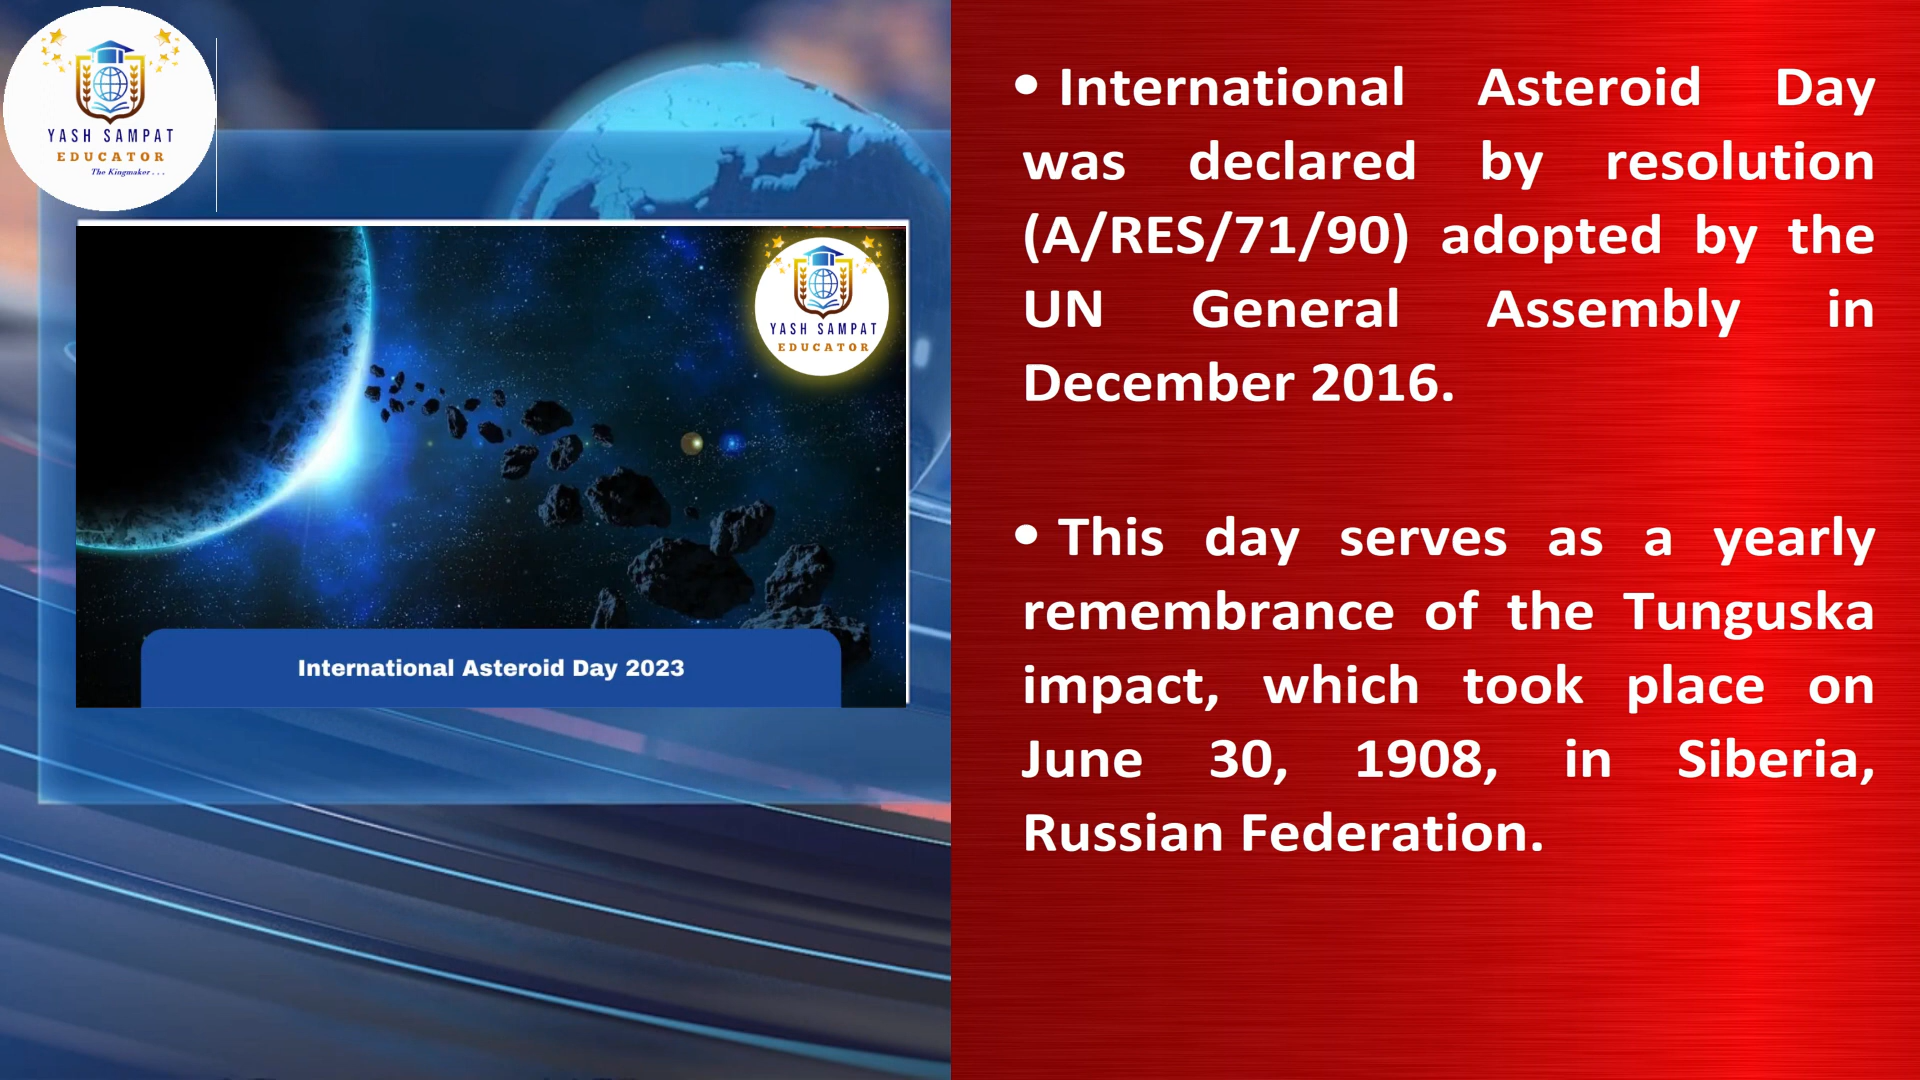 YASH SAMPAT
EDUCATOR
The Kingmaker . . .
YASH SAMPAT
EDUCATOR
International Asteroid Day 2023
• International Asteroid Day
was declared by resolution
(A/RES/71/90) adopted by the
UN General Assembly in
December 2016.
• This day serves as a yearly
remembrance of the Tunguska
impact, which took place on
June 30, 1908, in Siberia,
Russian Federation.